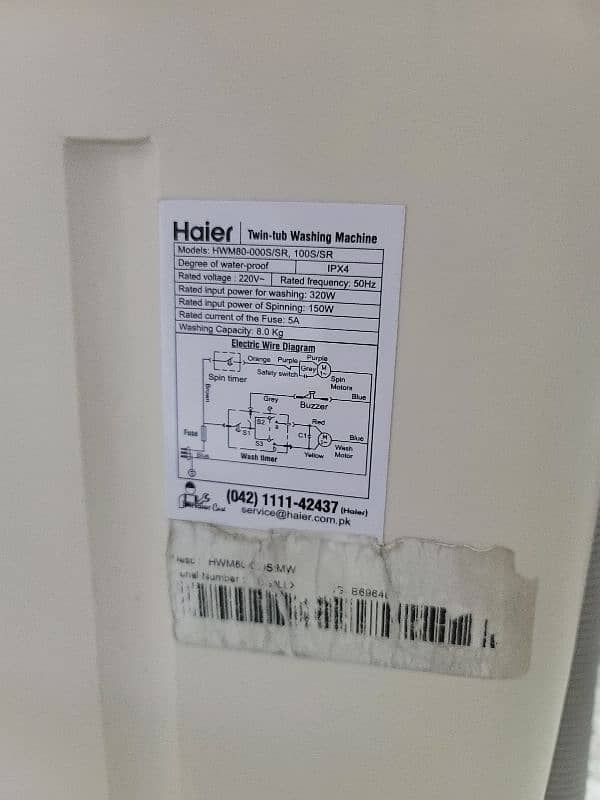 Haier Twin-tub Washing Machine
Models: HWM80-000S/SR, 100S/SR
Degree of water-proof IPX4
Rated voltage : 220V~ Rated frequency: 50Hz
Rated input power for washing: 320W
Rated input power of Spinning: 150W
Rated current of the Fuse: 5A
Washing Capacity: 8.0 Kg
Electric Wire Diagram
Orange Purple Purple
Safety switch Gray M
Spin timer
Spin
Motors
Brown
Grey Blue
Buzzer
S2 a Red
Fuse S1 C1 M Blue
S3 b
Wash
Motor
Blue Wash timer Yellow
(042) 1111-42437 (Haier)
service@haier.com.pk
Number